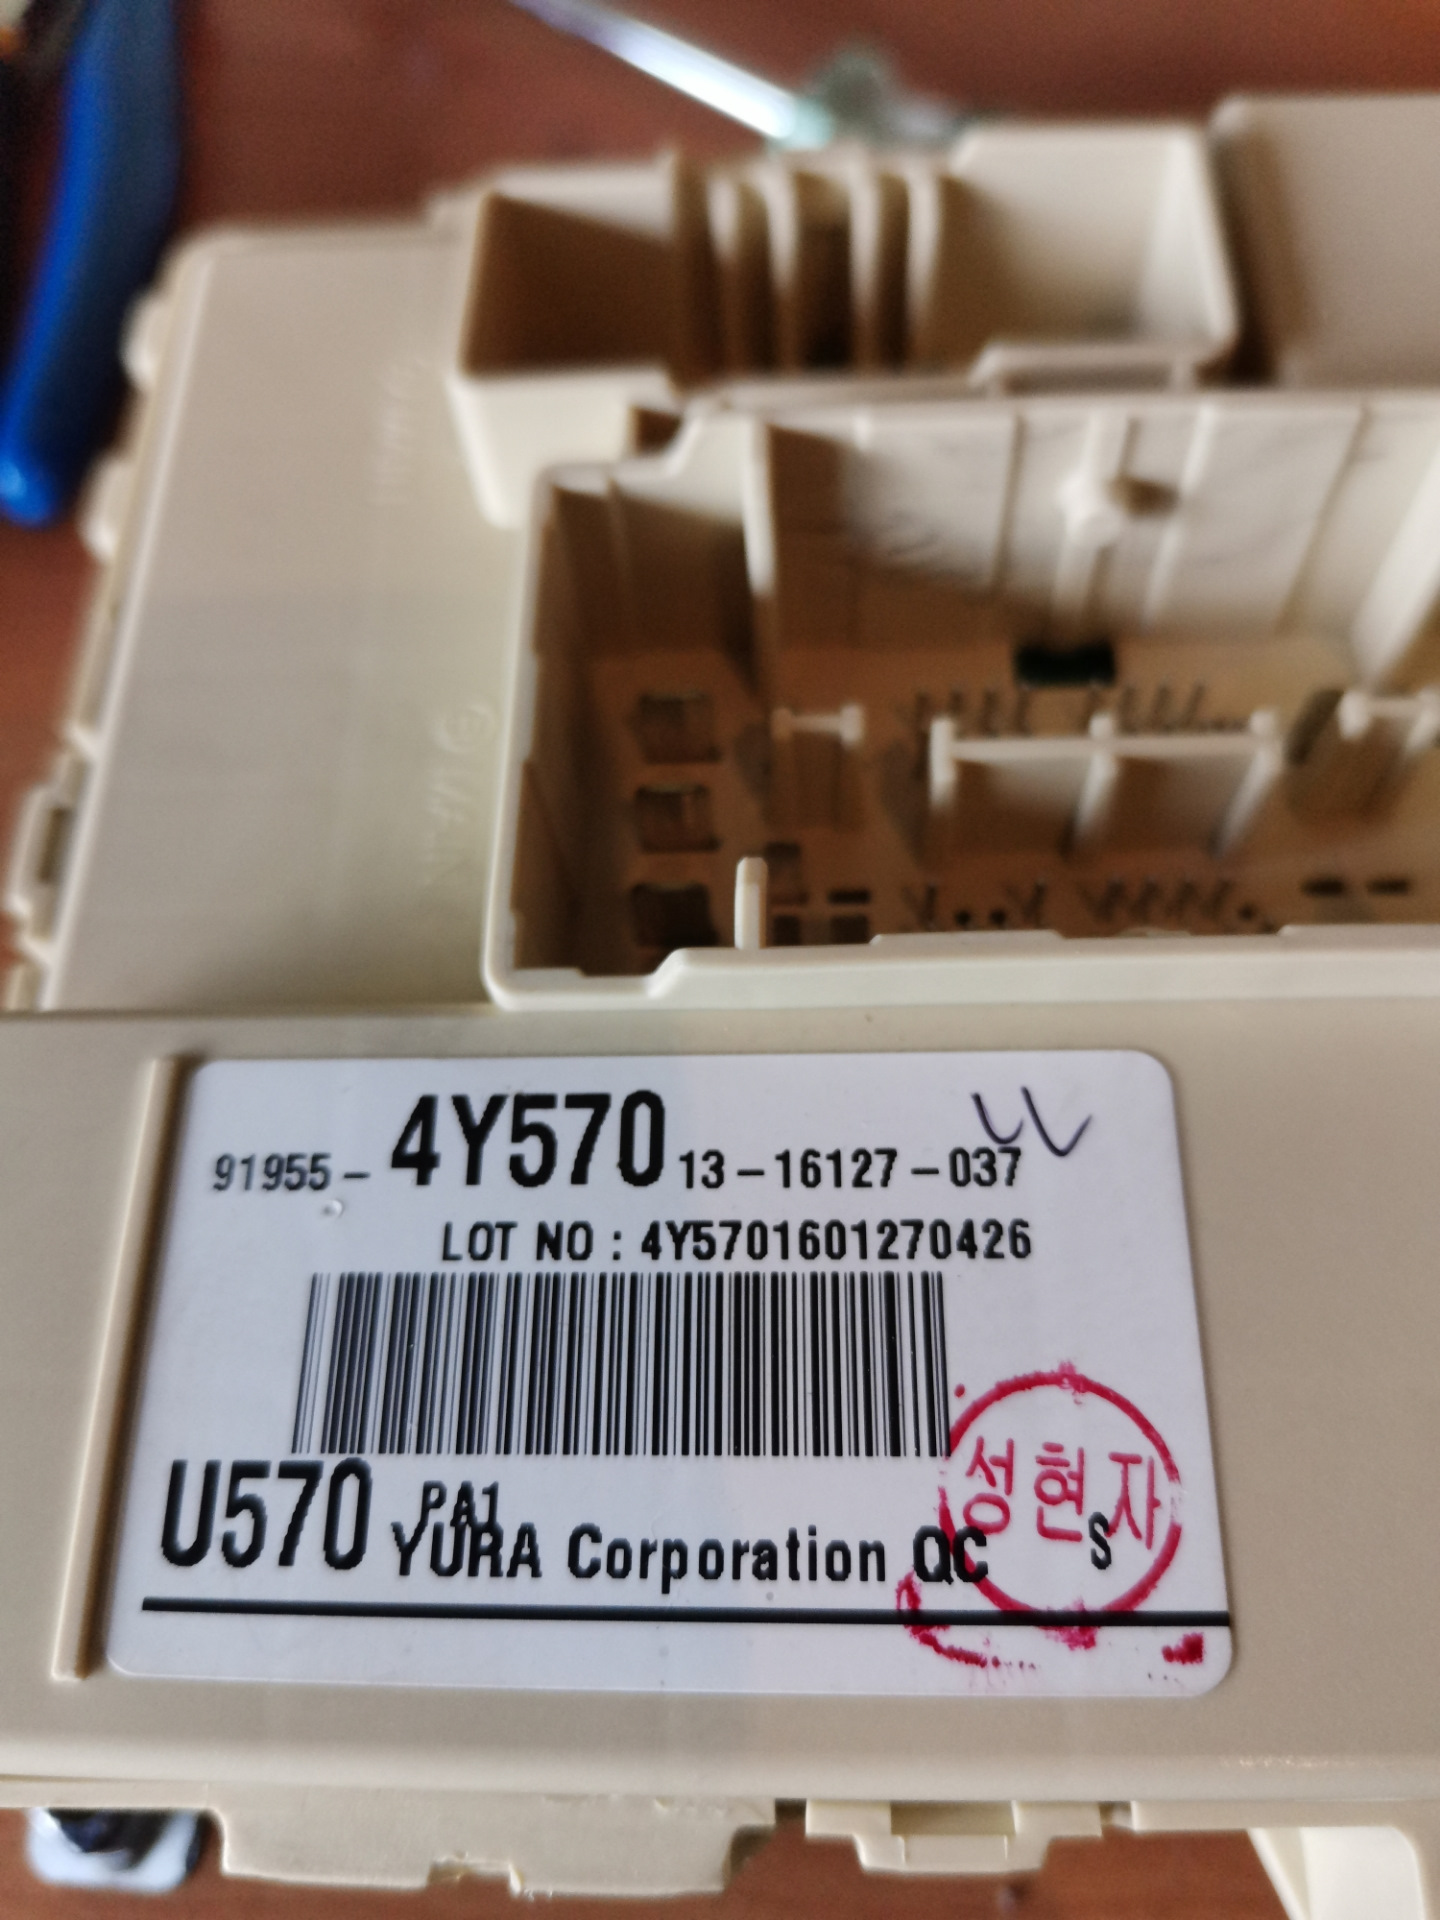 91955-4Y570 13-16127-037
LOT NO : 4Y5701601270426
U570 PA1
YURA Corporation QC S
성현자